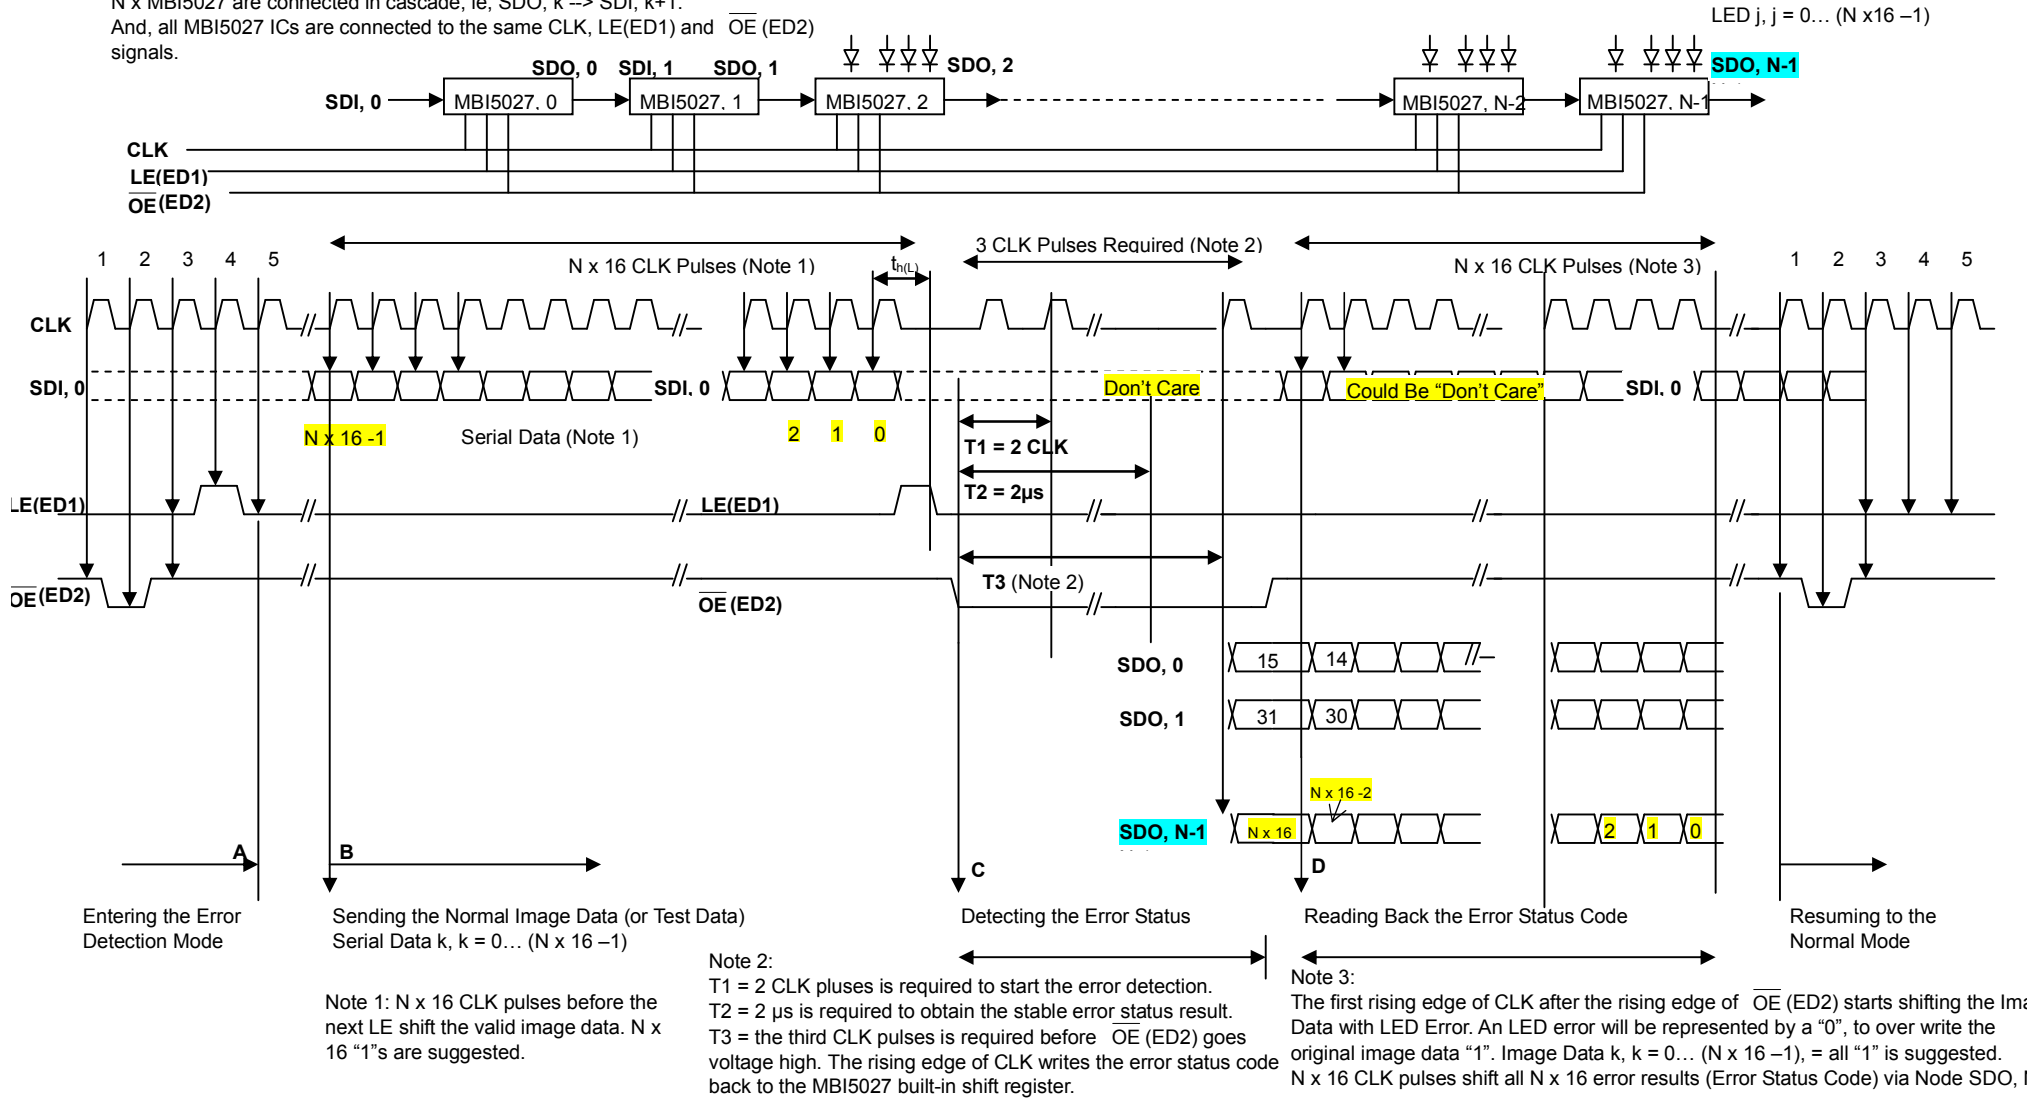 N x MBI5027 are connected in cascade, ie, SDO, k --> SDI, k+1.
And, all MBI5027 ICs are connected to the same CLK, LE(ED1) and OE (ED2)
signals.
LED j, j = 0… (N x16 –1)
SDO, 0 SDI, 1 SDO, 1 SDO, 2 SDO, N-1
SDI, 0 MBI5027, 0 MBI5027, 1 MBI5027, 2 MBI5027, N-2 MBI5027, N-1
CLK
LE(ED1)
OE(ED2)
3 CLK Pulses Required (Note 2)
1 2 3 4 5 N x 16 CLK Pulses (Note 1) th(L) N x 16 CLK Pulses (Note 3) 1 2 3 4 5
CLK
SDI, 0 SDI, 0 Don't Care Could Be "Don't Care" SDI, 0
N x 16 -1 Serial Data (Note 1) 2 1 0
T1 = 2 CLK
T2 = 2µs
LE(ED1) LE(ED1)
T3 (Note 2)
OE(ED2) OE(ED2)
SDO, 0 15 14
SDO, 1 31 30
N x 16 -2
SDO, N-1 N x 16 2 1 0
A B C D
Entering the Error
Detection Mode
Sending the Normal Image Data (or Test Data)
Serial Data k, k = 0… (N x 16 –1)
Detecting the Error Status
Reading Back the Error Status Code
Resuming to the
Normal Mode
Note 1: N x 16 CLK pulses before the
next LE shift the valid image data. N x
16 "1"s are suggested.
Note 2:
T1 = 2 CLK pluses is required to start the error detection.
T2 = 2 µs is required to obtain the stable error status result.
T3 = the third CLK pulses is required before OE (ED2) goes
voltage high. The rising edge of CLK writes the error status code
back to the MBI5027 built-in shift register.
Note 3:
The first rising edge of CLK after the rising edge of OE (ED2) starts shifting the Ima
Data with LED Error. An LED error will be represented by a "0", to over write the
original image data "1". Image Data k, k = 0… (N x 16 –1), = all "1" is suggested.
N x 16 CLK pulses shift all N x 16 error results (Error Status Code) via Node SDO,